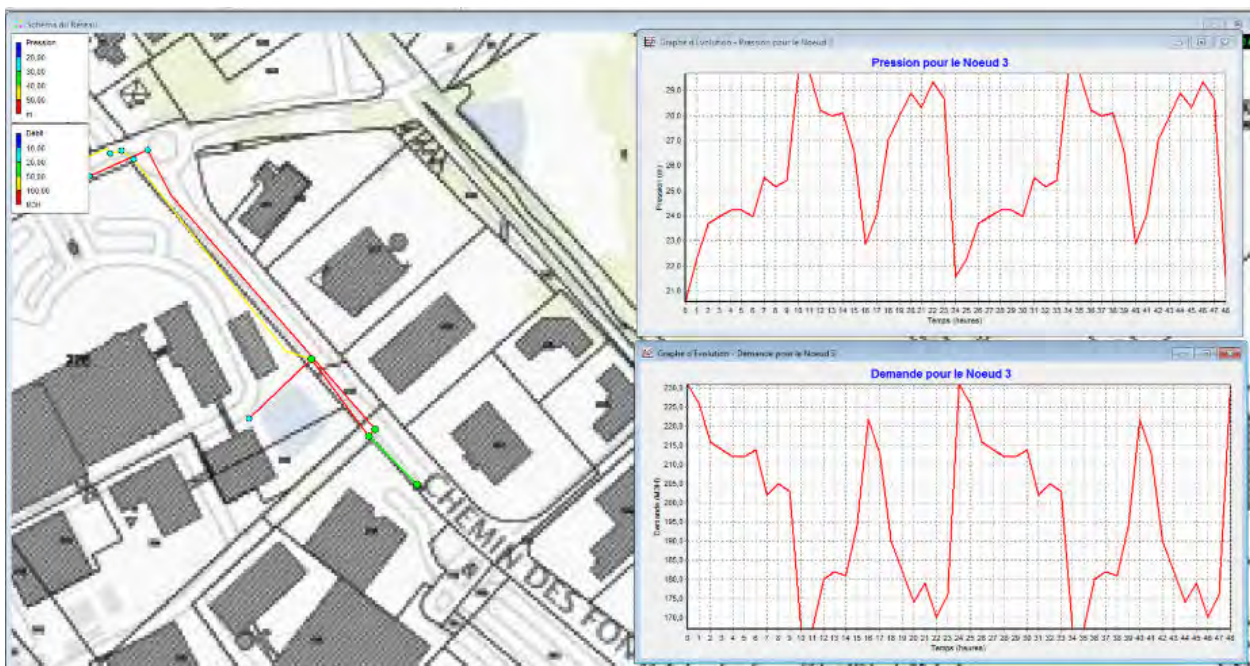 Schéma du Réseau
Pression
20,00
30,00
40,00
50,00
m
Débit
10,00
20,00
50,00
100,00
M3H
CHEMIN DES FOR
Graphe d'Evolution - Pression pour le Noeud 3
Pression pour le Noeud 3
Pression (m)
29,0
28,0
27,0
26,0
25,0
24,0
23,0
22,0
21,0
0 1 2 3 4 5 6 7 8 9 10 11 12 13 14 15 16 17 18 19 20 21 22 23 24 25 26 27 28 29 30 31 32 33 34 35 36 37 38 39 40 41 42 43 44 45 46 47 48
Temps (heures)
Graphe d'Evolution - Demande pour le Noeud 3
Demande pour le Noeud 3
Demande (M3H)
230,0
225,0
220,0
215,0
210,0
205,0
200,0
195,0
190,0
185,0
180,0
175,0
170,0
0 1 2 3 4 5 6 7 8 9 10 11 12 13 14 15 16 17 18 19 20 21 22 23 24 25 26 27 28 29 30 31 32 33 34 35 36 37 38 39 40 41 42 43 44 45 46 47 48
Temps (heures)